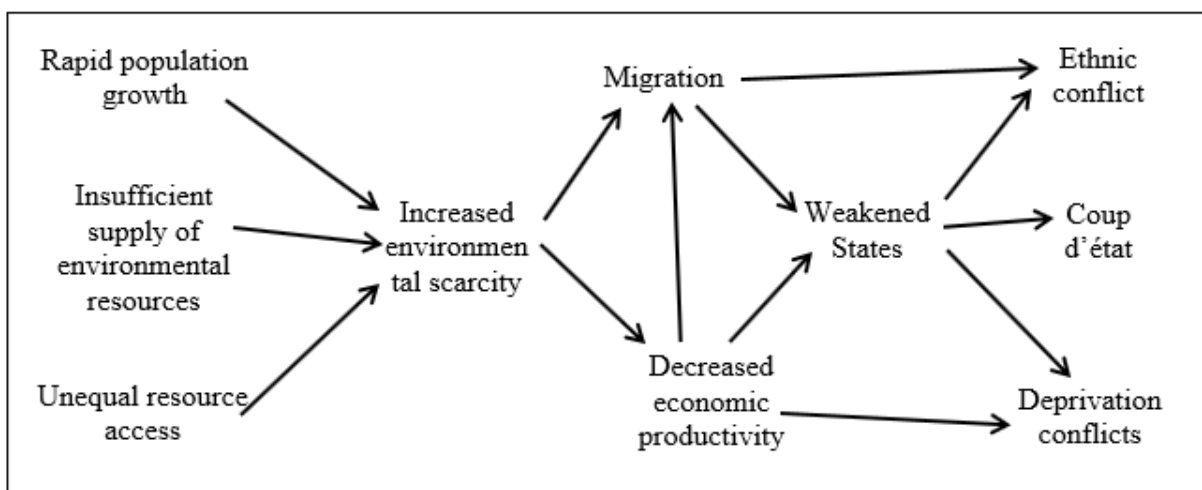 Rapid population
growth
Insufficient
supply of
environmental
resources
Unequal resource
access
Increased
environmen
tal scarcity
Migration
Decreased
economic
productivity
Weakened
States
Ethnic
conflict
Coup
d’état
Deprivation
conflicts